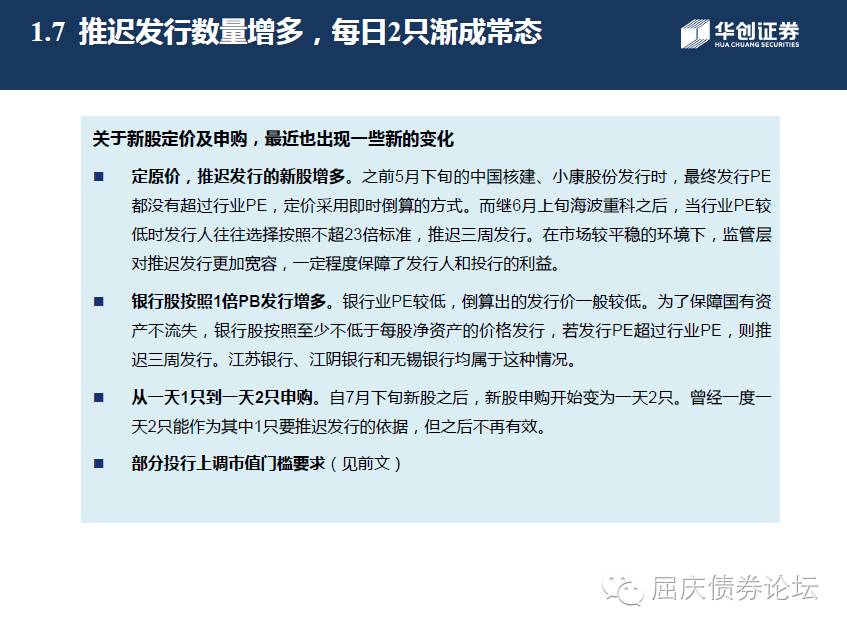 1.7 推迟发行数量增多，每日2只渐成常态
华创证券
HUA CHUANG SECURITIES
关于新股定价及申购，最近也出现一些新的变化
■ 定原价，推迟发行的新股增多。之前5月下旬的中国核建、小康股份发行时，最终发行PE
都没有超过行业PE，定价采用即时倒算的方式。而继6月上旬海波重科之后，当行业PE较
低时发行人往往选择按照不超23倍标准，推迟三周发行。在市场较平稳的环境下，监管层
对推迟发行更加宽容，一定程度保障了发行人和投行的利益。
■ 银行股按照1倍PB发行增多。银行业PE较低，倒算出的发行价一般较低。为了保障国有资
产不流失，银行股按照至少不低于每股净资产的价格发行，若发行PE超过行业PE，则推
迟三周发行。江苏银行、江阴银行和无锡银行均属于这种情况。
■ 从一天1只到一天2只申购。自7月下旬新股之后，新股申购开始变为一天2只。曾经一度一
天2只能作为其中1只要推迟发行的依据，但之后不再有效。
■ 部分投行上调市值门槛要求（见前文）
屈庆债券论坛